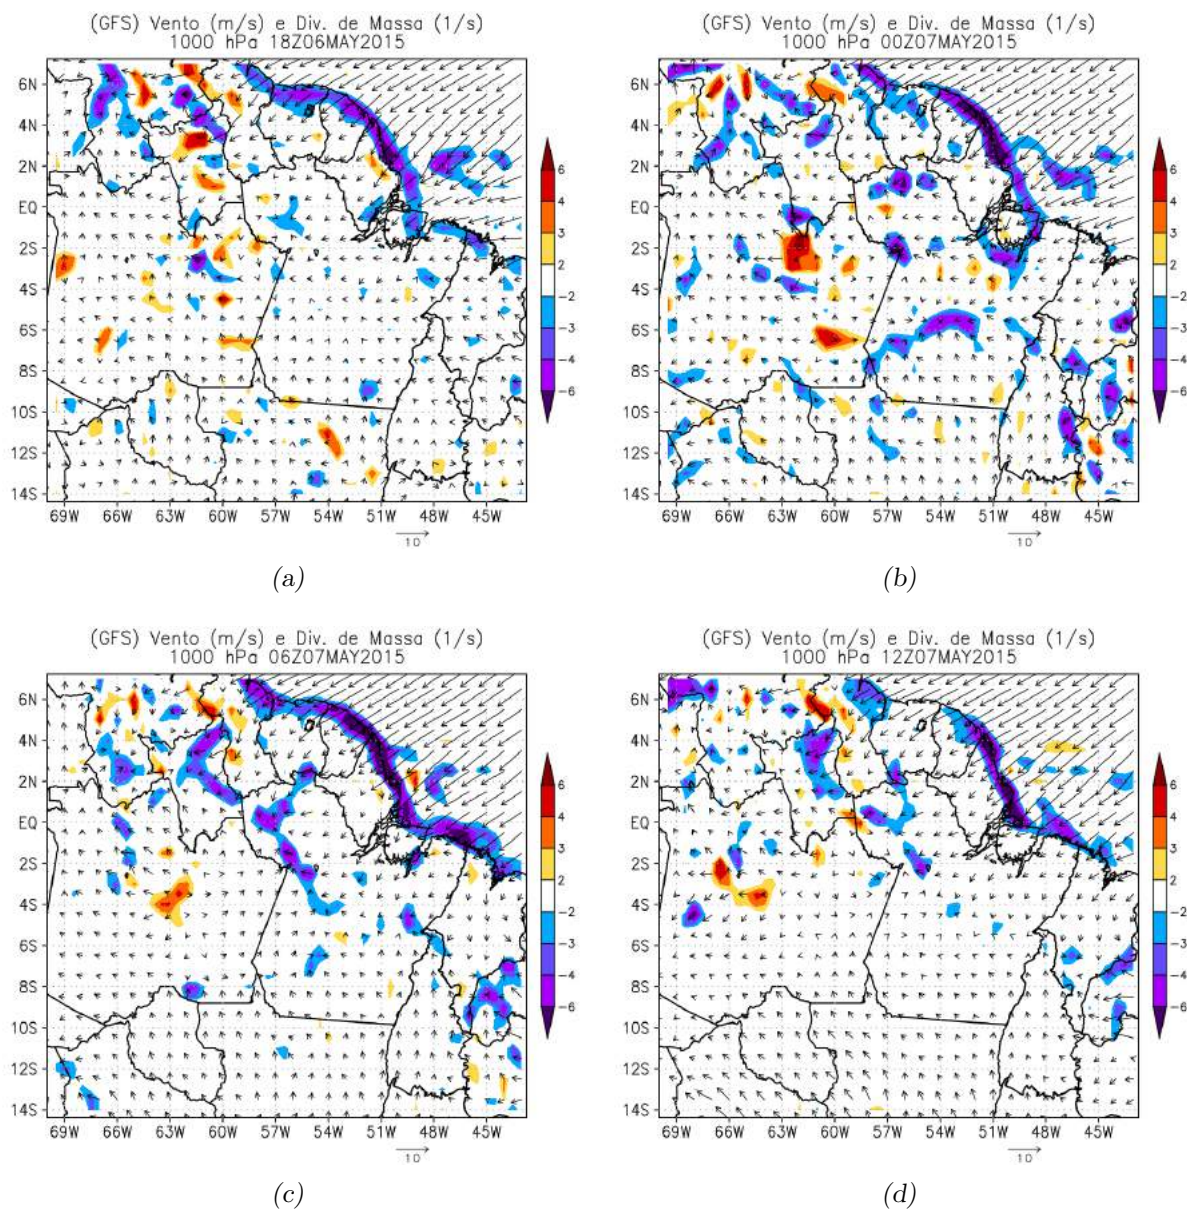 (GFS) Vento (m/s) e Div. de Massa (1/s)
1000 hPa 18Z06MAY2015
6N
4N
2N
EQ
2S
4S
6S
8S
10S
12S
14S
69W 66W 63W 60W 57W 54W 51W 48W 45W
10
6
4
3
2
−2
−3
−4
−6
(a)
(GFS) Vento (m/s) e Div. de Massa (1/s)
1000 hPa 00Z07MAY2015
6N
4N
2N
EQ
2S
4S
6S
8S
10S
12S
14S
69W 66W 63W 60W 57W 54W 51W 48W 45W
10
6
4
3
2
−2
−3
−4
−6
(b)
(GFS) Vento (m/s) e Div. de Massa (1/s)
1000 hPa 06Z07MAY2015
6N
4N
2N
EQ
2S
4S
6S
8S
10S
12S
14S
69W 66W 63W 60W 57W 54W 51W 48W 45W
10
6
4
3
2
−2
−3
−4
−6
(c)
(GFS) Vento (m/s) e Div. de Massa (1/s)
1000 hPa 12Z07MAY2015
6N
4N
2N
EQ
2S
4S
6S
8S
10S
12S
14S
69W 66W 63W 60W 57W 54W 51W 48W 45W
10
6
4
3
2
−2
−3
−4
−6
(d)